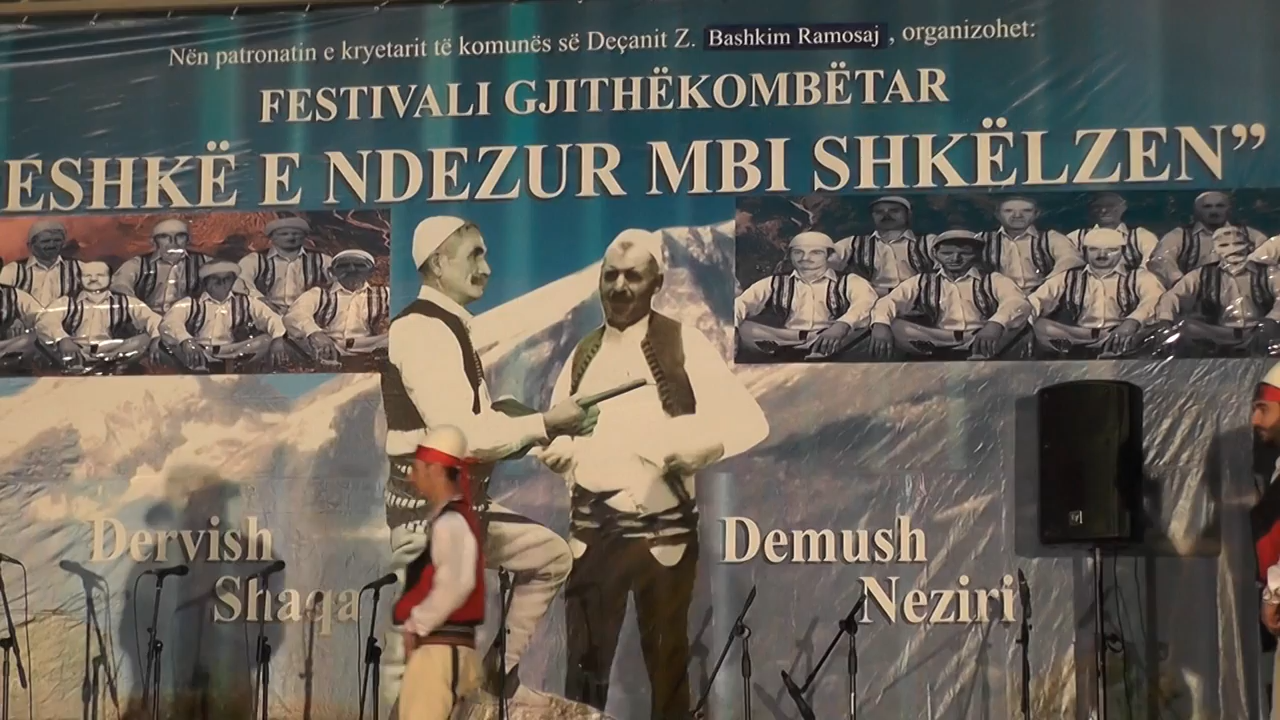 Nën patronatin e kryetarit të komunës së Deçanit Z. Bashkim Ramosaj , organizohet:
FESTIVALI GJITHËKOMBËTAR
ESHKË E NDEZUR MBI SHKËLZEN”
Dervish
Shaqa
Demush
Neziri